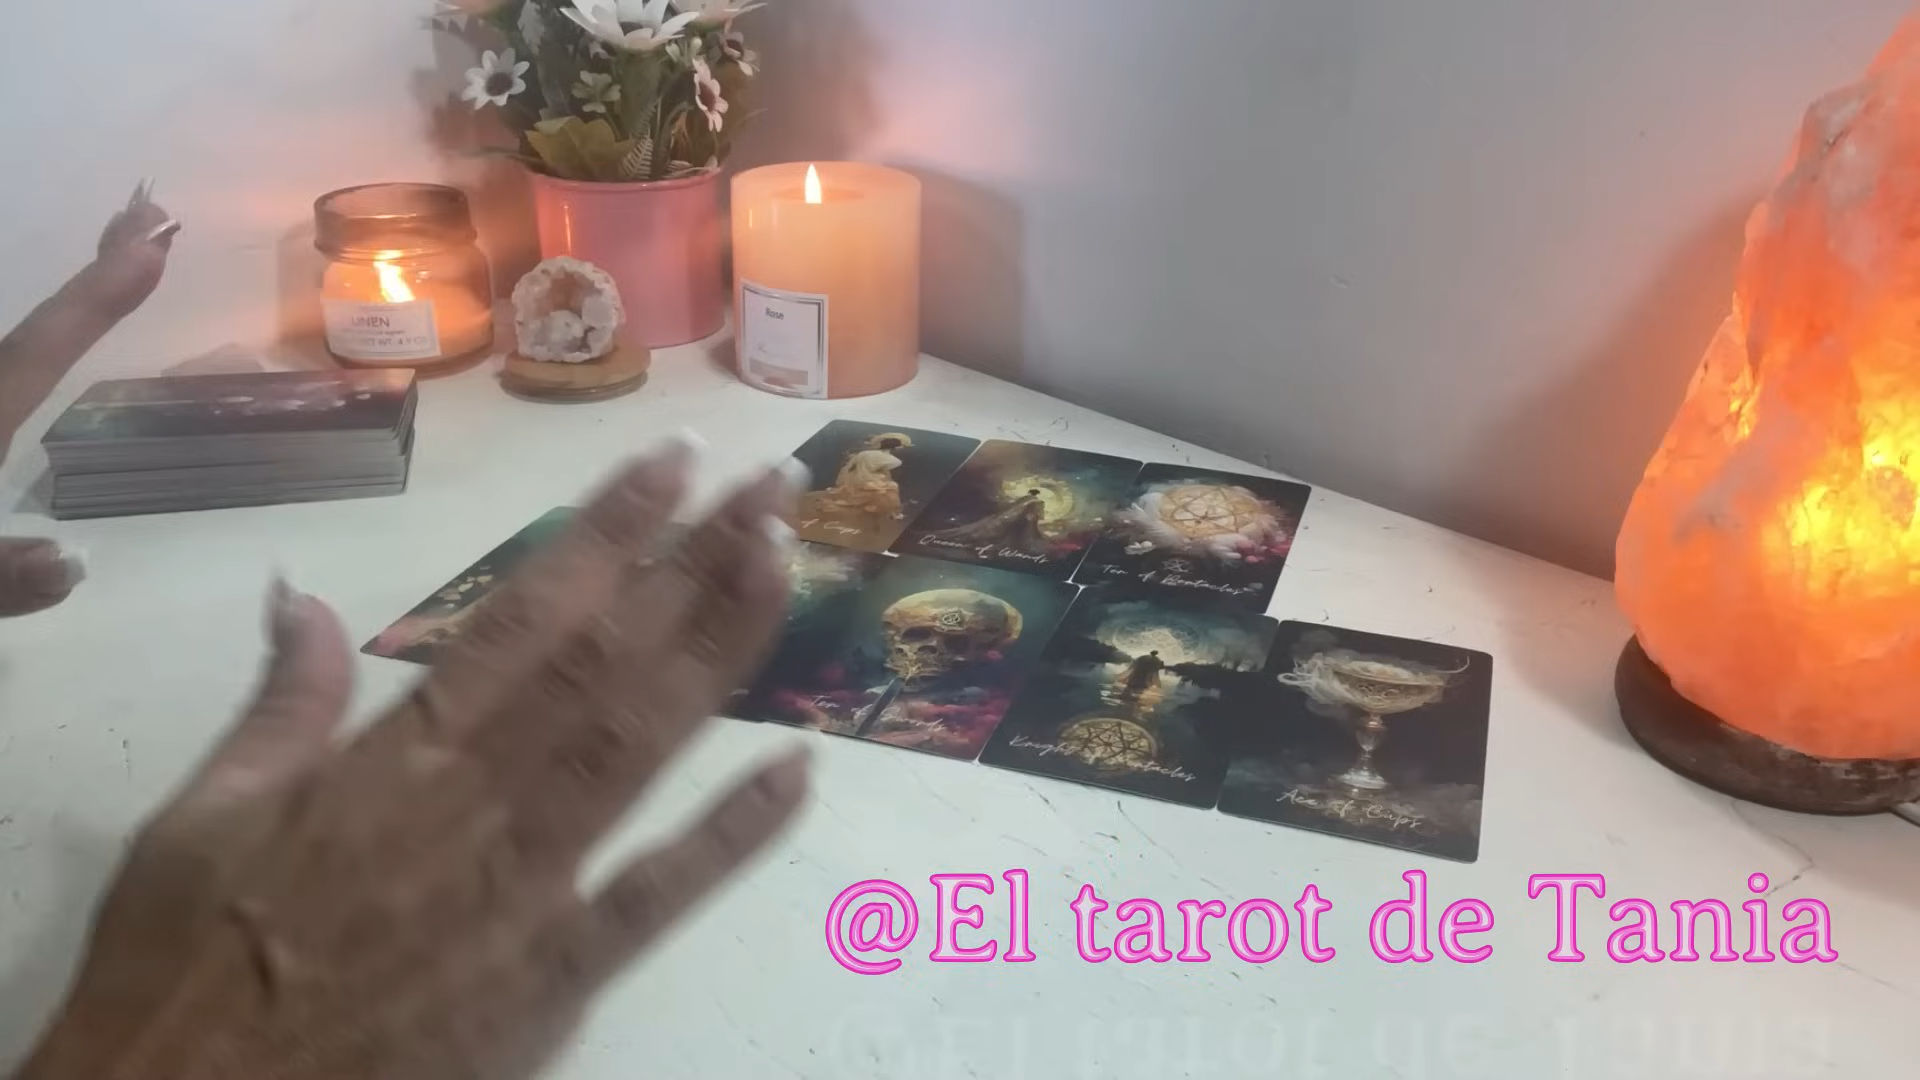 LINEN
Rose
of Cups
Queen of Wands
Ten of Pentacles
Ten of Swords
Knight of Pentacles
Ace of Cups
@El tarot de Tania